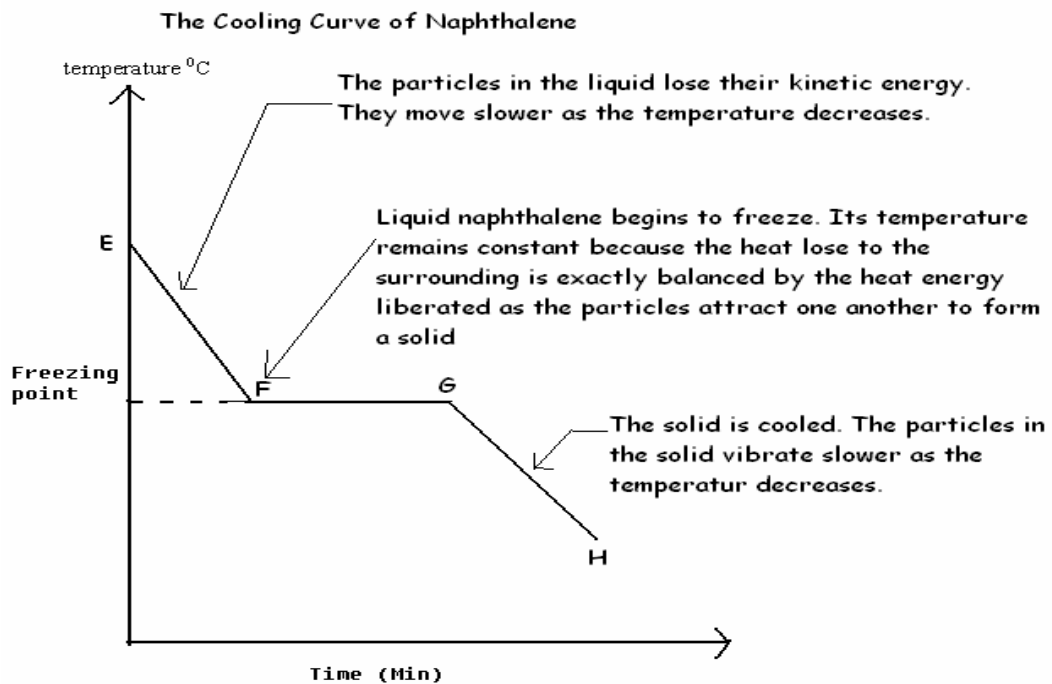 The Cooling Curve of Naphthalene
temperature ⁰C
The particles in the liquid lose their kinetic energy.
They move slower as the temperature decreases.
Liquid naphthalene begins to freeze. Its temperature
remains constant because the heat lose to the
surrounding is exactly balanced by the heat energy
liberated as the particles attract one another to form
a solid
E
Freezing
point
F
G
The solid is cooled. The particles in
the solid vibrate slower as the
temperatur decreases.
H
Time (Min)